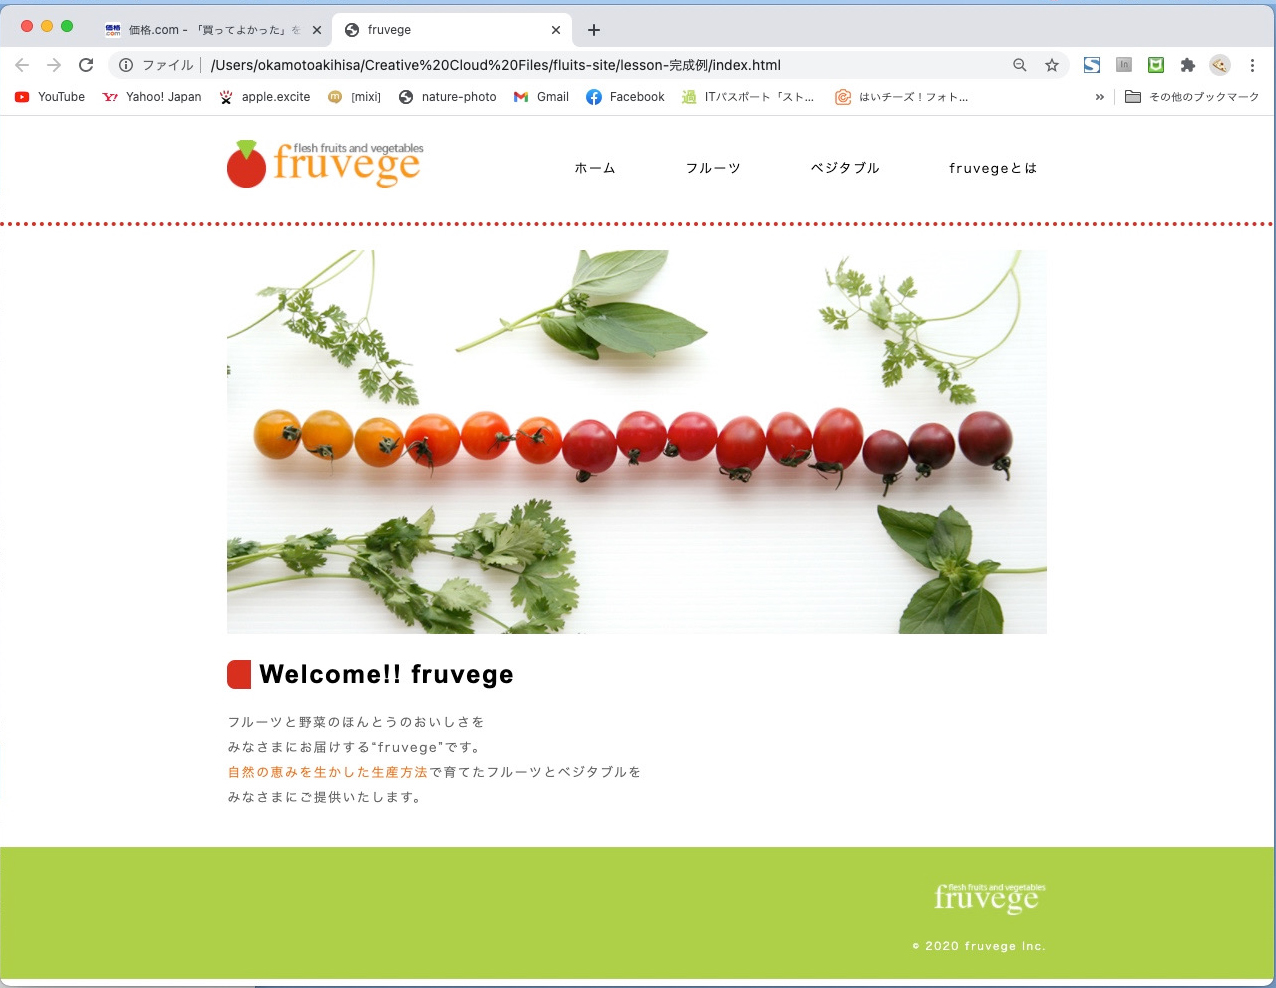 価格.com - 「買ってよかった」を
fruvege
ファイル
/Users/okamotoakihisa/Creative%20Cloud%20Files/fluits-site/lesson-完成例/index.html
YouTube
Yahoo! Japan
apple.excite
[mixi]
nature-photo
Gmail
Facebook
ITパスポート「スト...
はいチーズ！フォト...
»
その他のブックマーク
flesh fruits and vegetables
fruvege
ホーム
フルーツ
ベジタブル
fruvegeとは
Welcome!! fruvege
フルーツと野菜のほんとうのおいしさを
みなさまにお届けする“fruvege”です。
自然の恵みを生かした生産方法で育てたフルーツとベジタブルを
みなさまにご提供いたします。
flesh fruits and vegetables
fruvege
© 2020 fruvege Inc.